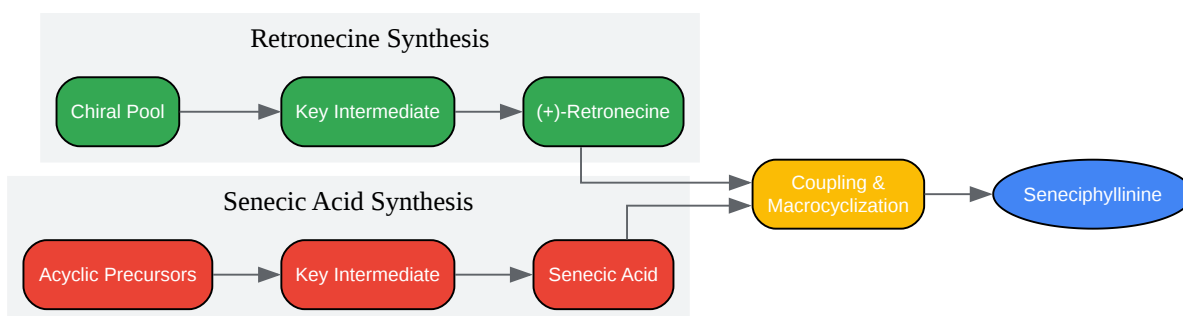 Retronecine Synthesis
Chiral Pool
Key Intermediate
(+)-Retronecine
Senecic Acid Synthesis
Acyclic Precursors
Key Intermediate
Senecic Acid
Coupling &
Macrocyclization
Seneciphyllinine